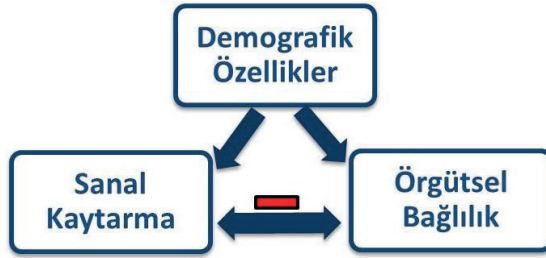 Demografik
Özellikler
Sanal
Kaytarma
Örgütsel
Bağlılık